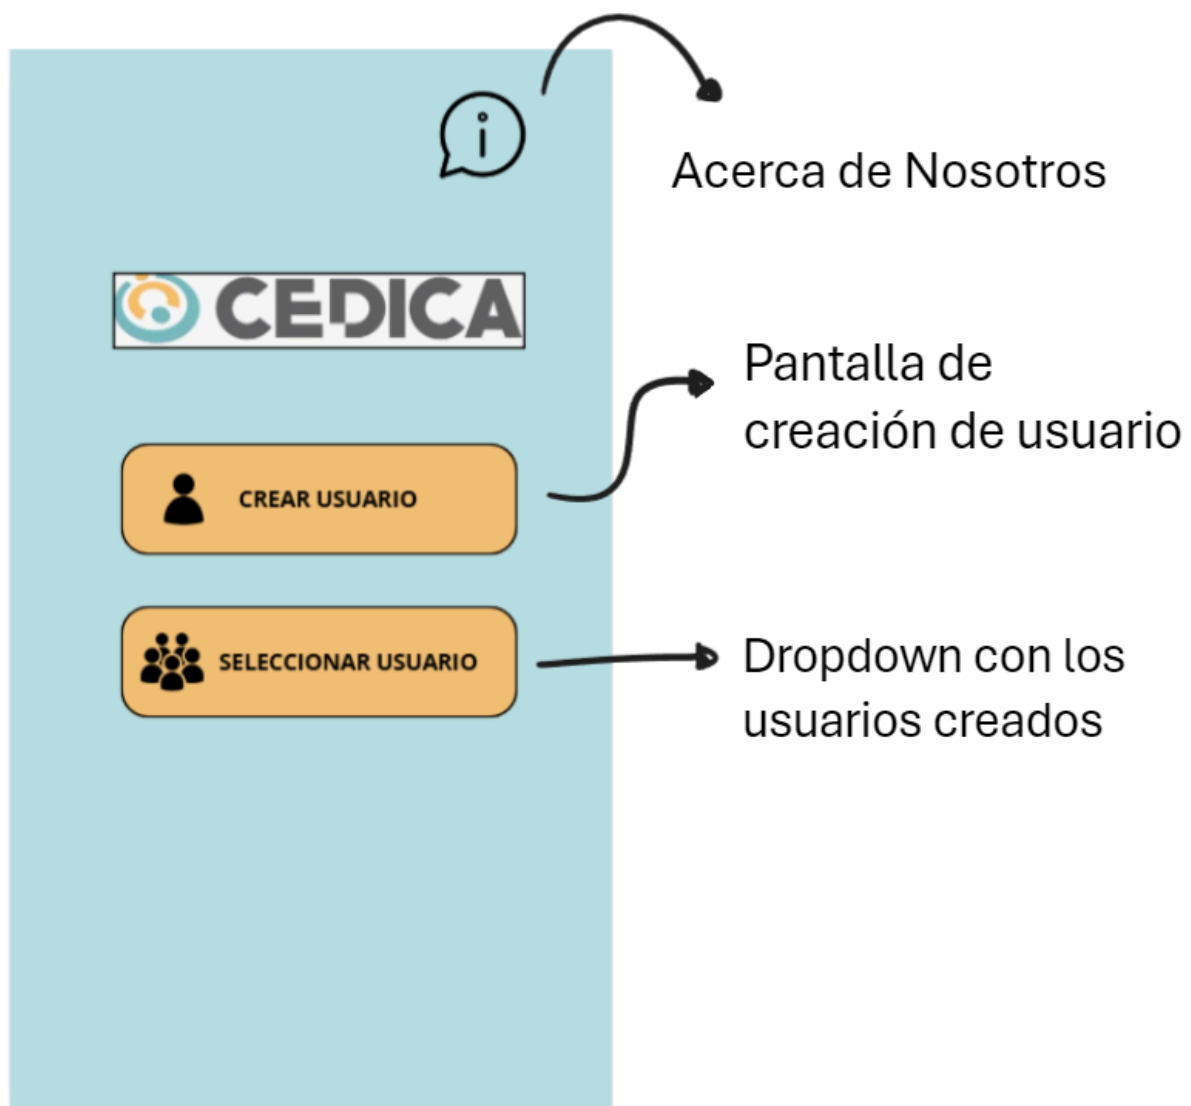 Acerca de Nosotros
CEDICA
Pantalla de
creación de usuario
CREAR USUARIO
Dropdown con los
usuarios creados
SELECCIONAR USUARIO